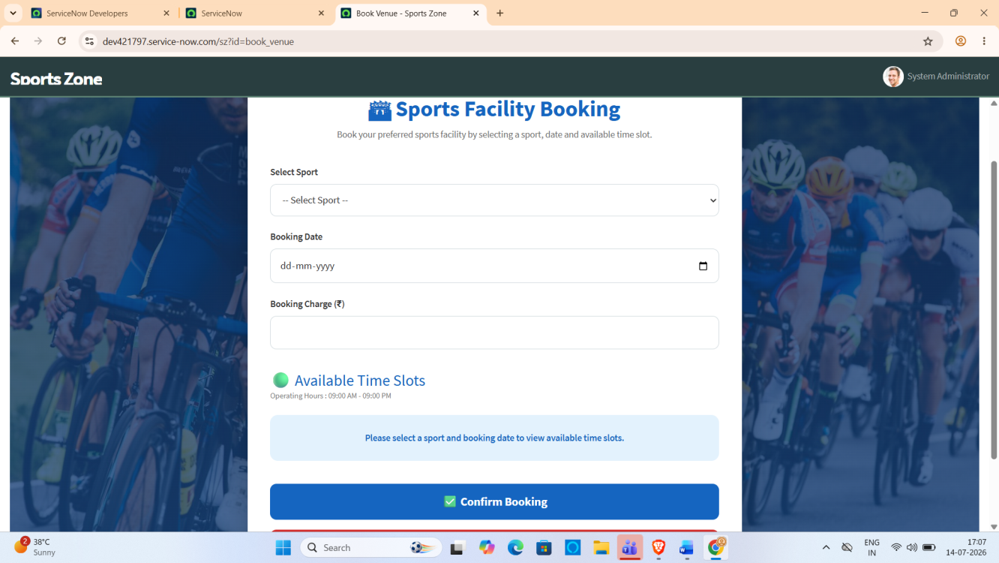 ServiceNow Developers
ServiceNow
Book Venue - Sports Zone
dev421797.service-now.com/sz?id=book_venue
Sports Zone
System Administrator
Sports Facility Booking
Book your preferred sports facility by selecting a sport, date and available time slot.
Select Sport
-- Select Sport --
Booking Date
dd-mm-yyyy
Booking Charge (₹)
Available Time Slots
Operating Hours : 09:00 AM - 09:00 PM
Please select a sport and booking date to view available time slots.
Confirm Booking
2
38°C
Sunny
Search
ENG
IN
17:07
14-07-2026